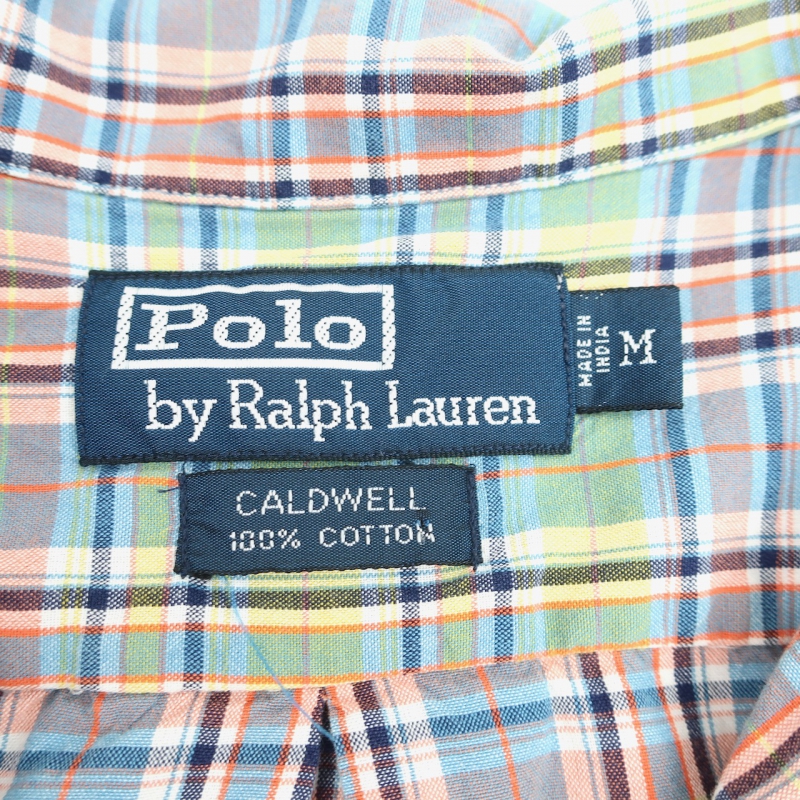 Polo
by Ralph Lauren
MADE IN
INDIA
M
CALDWELL
100% COTTON